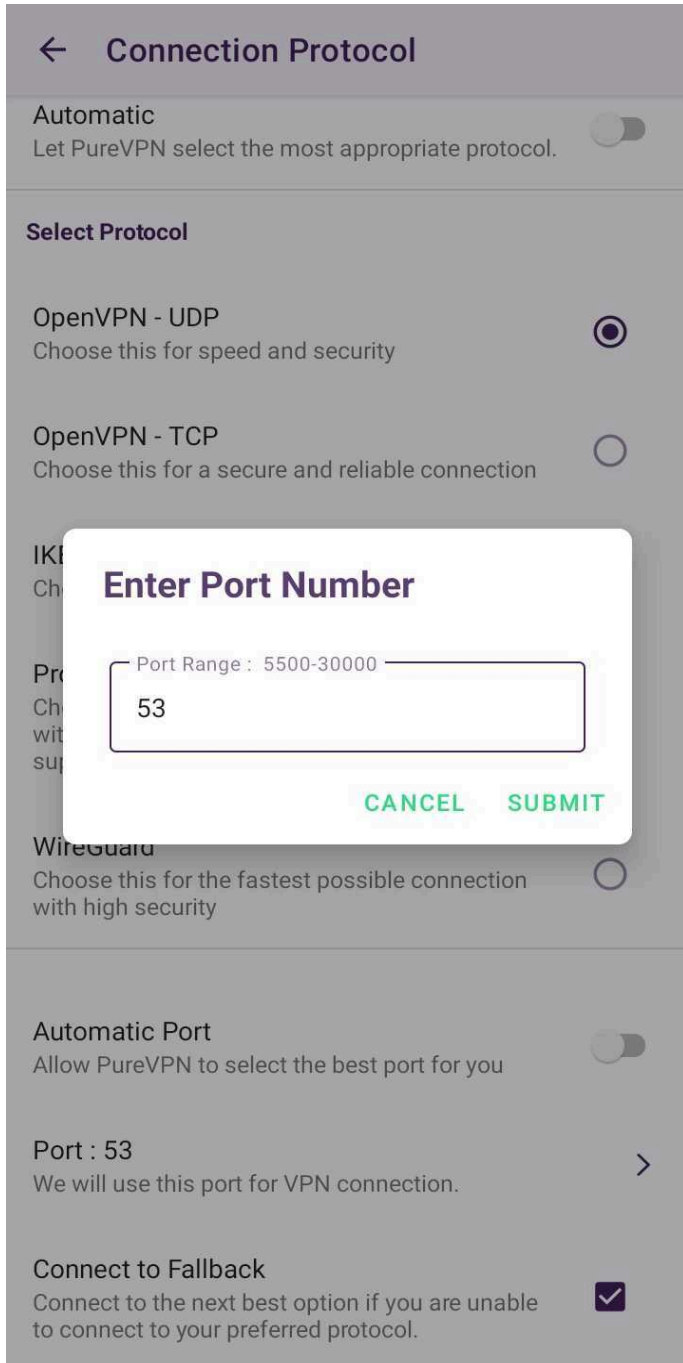 Connection Protocol
Automatic
Let PureVPN select the most appropriate protocol.
Select Protocol
OpenVPN - UDP
Choose this for speed and security
OpenVPN - TCP
Choose this for a secure and reliable connection
Enter Port Number
Port Range : 5500-30000
53
CANCEL SUBMIT
WireGuard
Choose this for the fastest possible connection
with high security
Automatic Port
Allow PureVPN to select the best port for you
Port : 53
We will use this port for VPN connection.
Connect to Fallback
Connect to the next best option if you are unable
to connect to your preferred protocol.